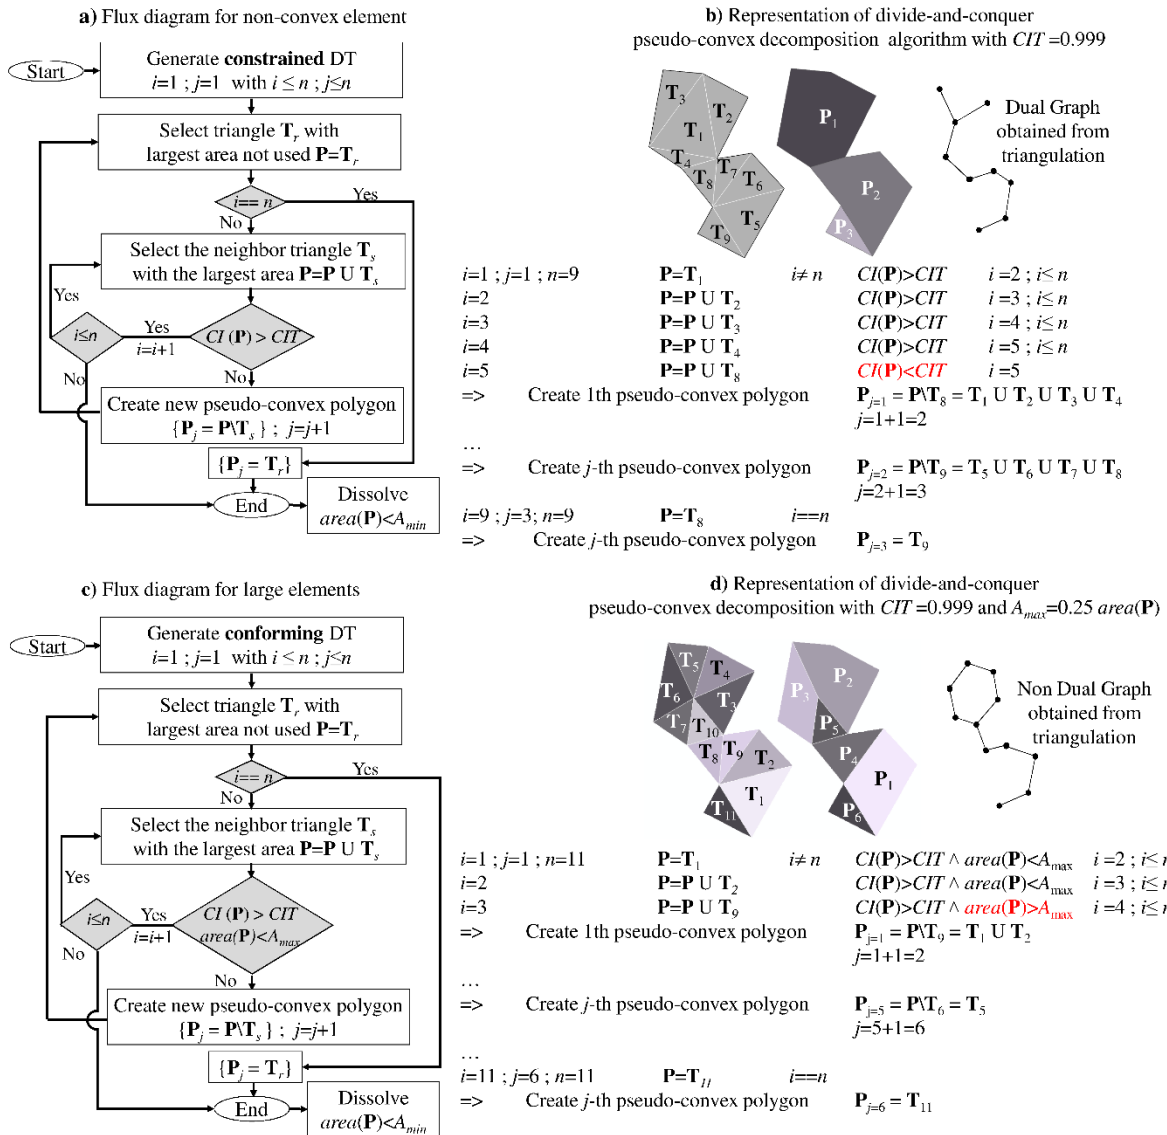 a) Flux diagram for non-convex element
Start
Generate constrained DT
i=1 ; j=1 with i ≤ n ; j≤n
Select triangle Tr with
largest area not used P=Tr
i== n
Yes
No
Select the neighbor triangle Ts
with the largest area P=P U Ts
Yes
i≤n
Yes
i=i+1
CI (P) > CIT
No
No
Create new pseudo-convex polygon
{Pj = P\Ts } ; j=j+1
{Pj = Tr}
End
Dissolve
area(P)<Amin
b) Representation of divide-and-conquer
pseudo-convex decomposition algorithm with CIT =0.999
T3
T2
T1
T4
T7
T8
T6
T5
T9
P1
P2
P3
Dual Graph
obtained from
triangulation
i=1 ; j=1 ; n=9 P=T1 i≠ n CI(P)>CIT i =2 ; i≤ n
i=2 P=P U T2 CI(P)>CIT i =3 ; i≤ n
i=3 P=P U T3 CI(P)>CIT i =4 ; i≤ n
i=4 P=P U T4 CI(P)>CIT i =5 ; i≤ n
i=5 P=P U T8 CI(P)<CIT i =5
=> Create 1th pseudo-convex polygon Pj=1 = P\T8 = T1 U T2 U T3 U T4
j=1+1=2
...
=> Create j-th pseudo-convex polygon Pj=2 = P\T9 = T5 U T6 U T7 U T8
j=2+1=3
i=9 ; j=3; n=9 P=T8 i==n
=> Create j-th pseudo-convex polygon Pj=3 = T9
c) Flux diagram for large elements
Start
Generate conforming DT
i=1 ; j=1 with i ≤ n ; j≤n
Select triangle Tr with
largest area not used P=Tr
i== n
Yes
No
Select the neighbor triangle Ts
with the largest area P=P U Ts
Yes
i≤n
Yes
i=i+1
CI (P) > CIT
area(P)<Amax
No
No
Create new pseudo-convex polygon
{Pj = P\Ts } ; j=j+1
{Pj = Tr}
End
Dissolve
area(P)<Amin
d) Representation of divide-and-conquer
pseudo-convex decomposition with CIT =0.999 and Amax=0.25 area(P)
T5
T4
T6
T3
T7
T10
T8
T9
T2
T1
T11
P3
P2
P5
P4
P1
P6
Non Dual Graph
obtained from
triangulation
i=1 ; j=1 ; n=11 P=T1 i≠ n CI(P)>CIT ∧ area(P)<Amax i =2 ; i≤ n
i=2 P=P U T2 CI(P)>CIT ∧ area(P)<Amax i =3 ; i≤ n
i=3 P=P U T9 CI(P)>CIT ∧ area(P)>Amax i =4 ; i≤ n
=> Create 1th pseudo-convex polygon Pj=1 = P\T9 = T1 U T2
j=1+1=2
...
=> Create j-th pseudo-convex polygon Pj=5 = P\T6 = T5
j=5+1=6
...
i=11 ; j=6 ; n=11 P=T11 i==n
=> Create j-th pseudo-convex polygon Pj=6 = T11